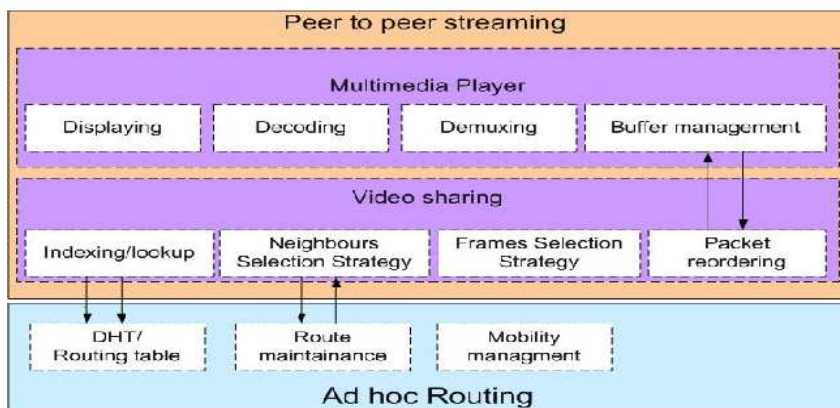 Peer to peer streaming
Multimedia Player
Displaying
Decoding
Demuxing
Buffer management
Video sharing
Indexing/lookup
Neighbours
Selection Strategy
Frames Selection
Strategy
Packet
reordering
DHT/
Routing table
Route
maintainance
Mobility
managment
Ad hoc Routing